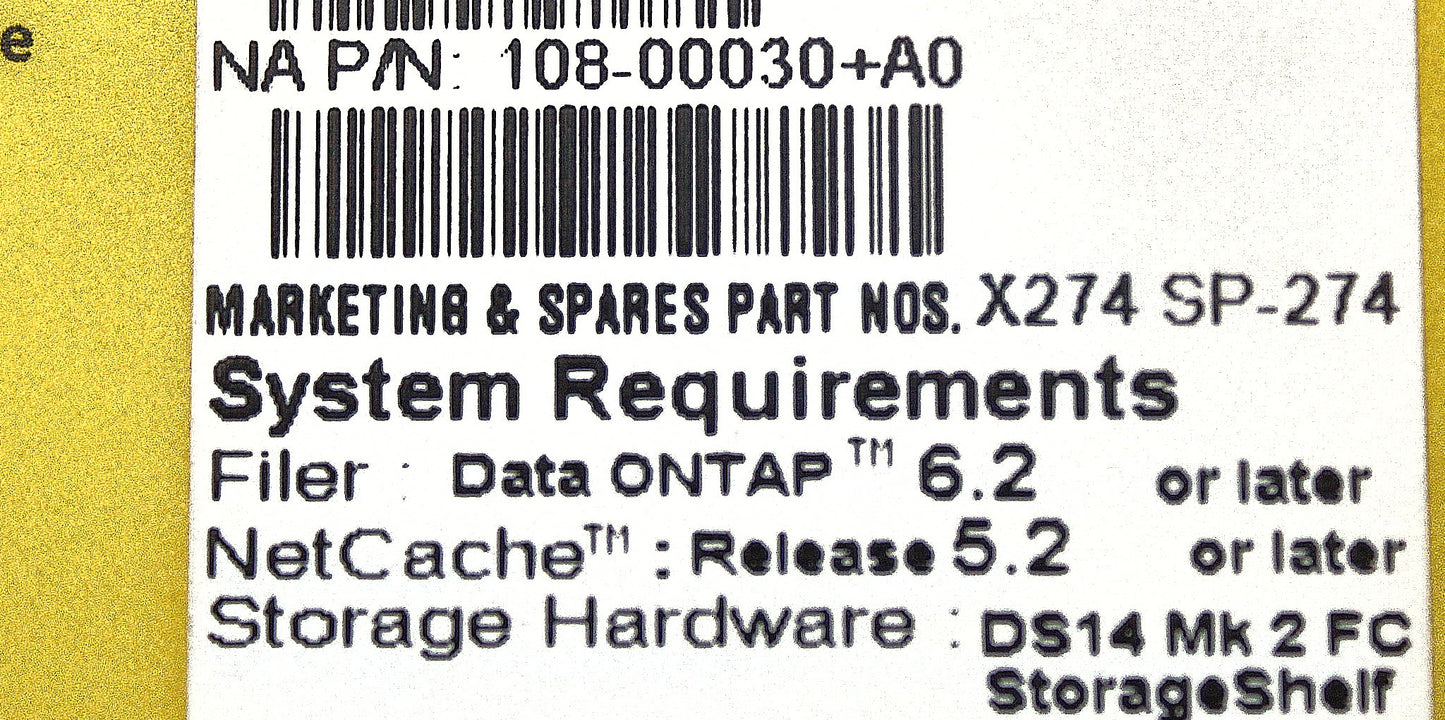 e
NA P/N: 108-00030+A0
MARKETING & SPARES PART NOS. X274 SP-274
System Requirements
Filer : Data ONTAP™ 6.2 or later
NetCache™ : Release 5.2 or later
Storage Hardware : DS14 Mk 2 FC
StorageShelf